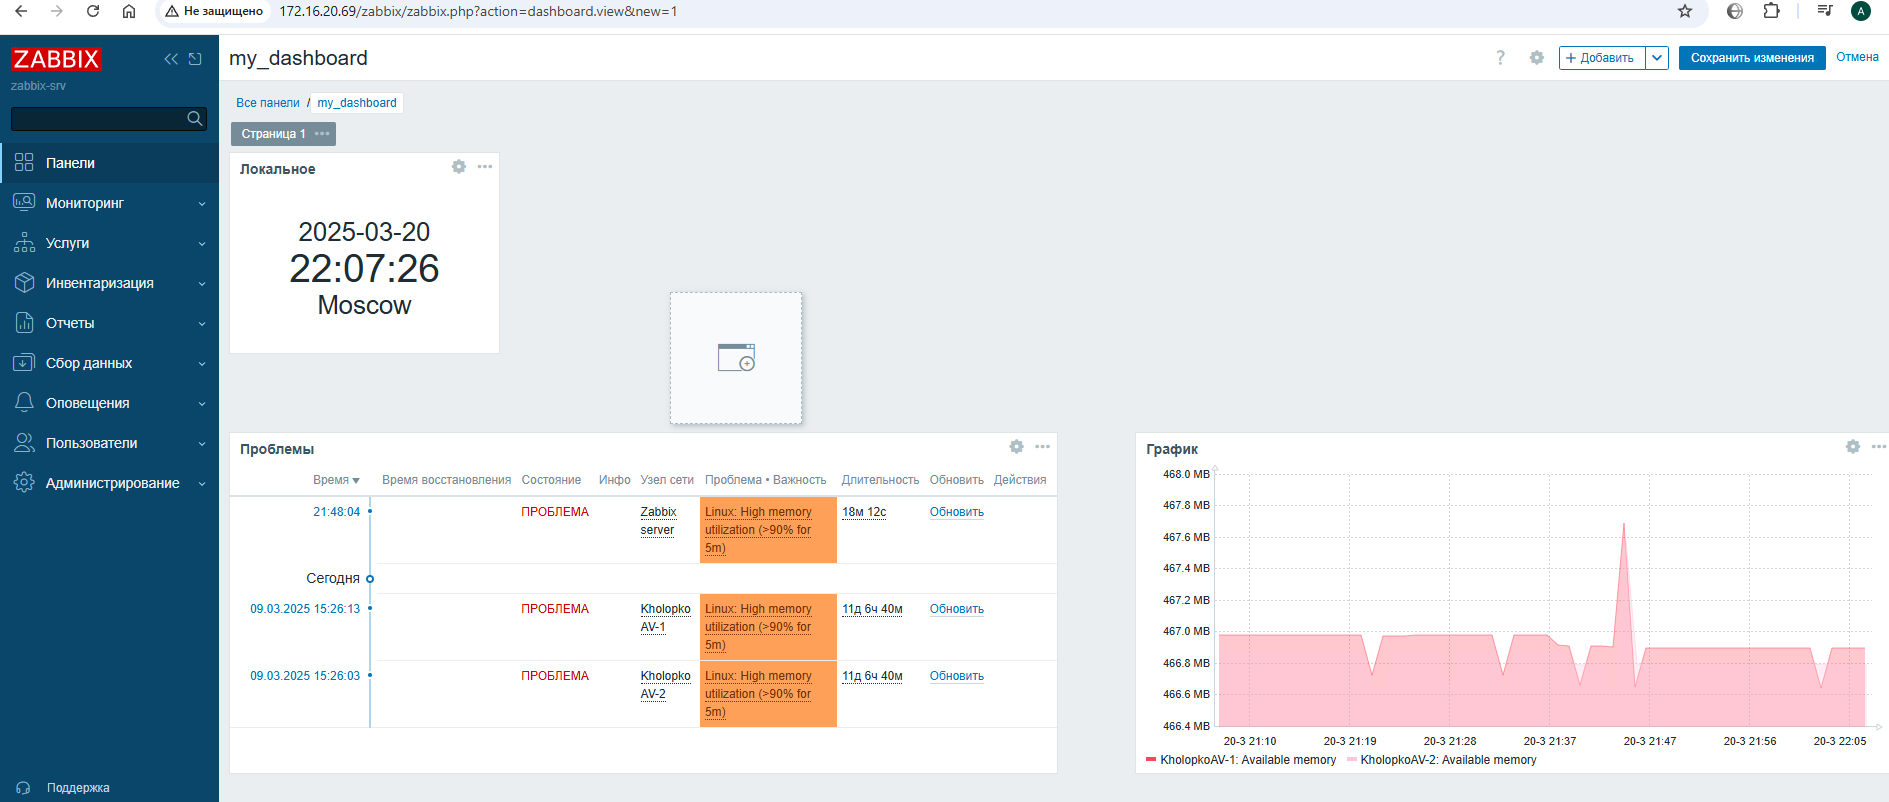 Не защищено
172.16.20.69/zabbix/zabbix.php?action=dashboard.view&new=1
A
ZABBIX
zabbix-srv
Панели
Мониторинг
Услуги
Инвентаризация
Отчеты
Сбор данных
Оповещения
Пользователи
Администрирование
Поддержка
my_dashboard
?
+ Добавить
Сохранить изменения
Отмена
Все панели / my_dashboard
Страница 1
Локальное
2025-03-20
22:07:26
Moscow
Проблемы
Время Время восстановления Состояние Инфо Узел сети Проблема • Важность Длительность Обновить Действия
21:48:04 ПРОБЛЕМА Zabbix Linux: High memory 18м 12с Обновить
server utilization (>90% for
5m)
Сегодня
09.03.2025 15:26:13 ПРОБЛЕМА Kholopko Linux: High memory 11д 6ч 40м Обновить
AV-1 utilization (>90% for
5m)
09.03.2025 15:26:03 ПРОБЛЕМА Kholopko Linux: High memory 11д 6ч 40м Обновить
AV-2 utilization (>90% for
5m)
График
468.0 MB
467.8 MB
467.6 MB
467.4 MB
467.2 MB
467.0 MB
466.8 MB
466.6 MB
466.4 MB
20-3 21:10 20-3 21:19 20-3 21:28 20-3 21:37 20-3 21:47 20-3 21:56 20-3 22:05
KholopkoAV-1: Available memory KholopkoAV-2: Available memory